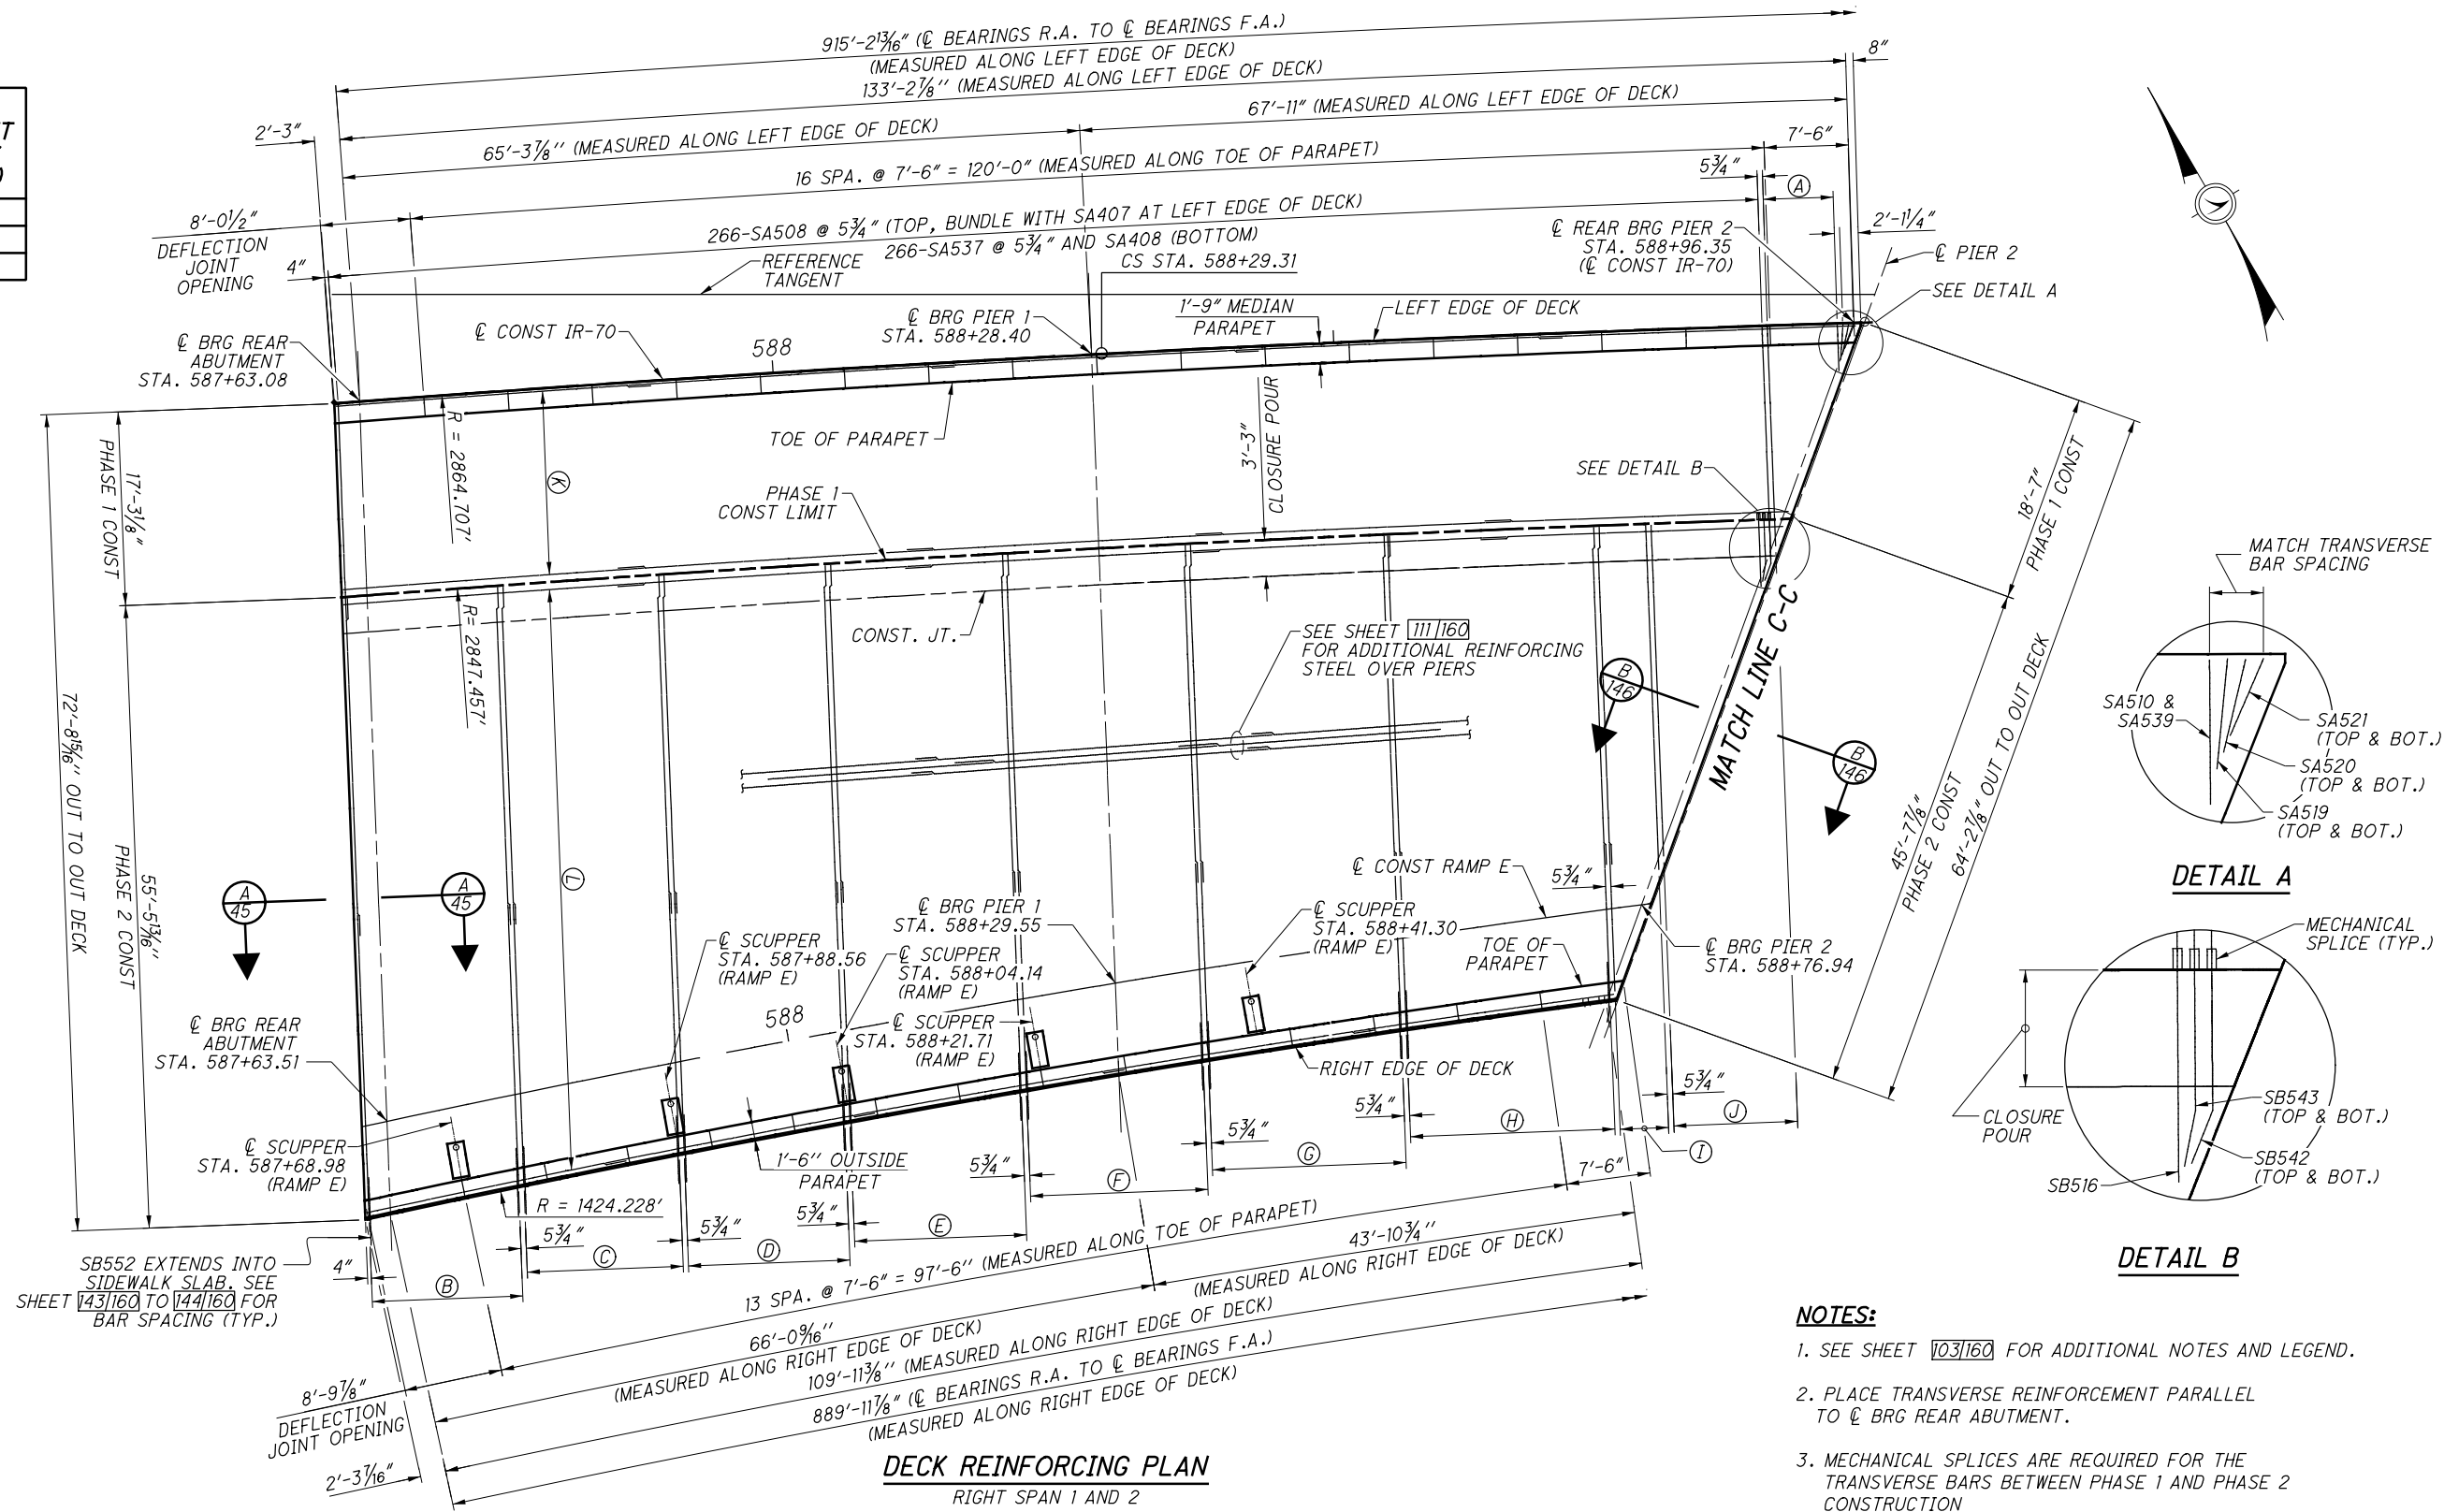 915'-2 13/16" (℄ BEARINGS R.A. TO ℄ BEARINGS F.A.)
(MEASURED ALONG LEFT EDGE OF DECK)
133'-2 7/8'' (MEASURED ALONG LEFT EDGE OF DECK)
8"
67'-11" (MEASURED ALONG LEFT EDGE OF DECK)
2'-3"
65'-3 7/8'' (MEASURED ALONG LEFT EDGE OF DECK)
7'-6"
16 SPA. @ 7'-6" = 120'-0" (MEASURED ALONG TOE OF PARAPET)
5 3/4"
A
8'-0 1/2"
DEFLECTION
JOINT
OPENING
4"
266-SA508 @ 5 3/4" (TOP, BUNDLE WITH SA407 AT LEFT EDGE OF DECK)
266-SA537 @ 5 3/4" AND SA408 (BOTTOM)
REFERENCE
TANGENT
CS STA. 588+29.31
℄ REAR BRG PIER 2
STA. 588+96.35
(℄ CONST IR-70)
2'-1 1/4"
℄ PIER 2
SEE DETAIL A
℄ BRG REAR
ABUTMENT
STA. 587+63.08
℄ CONST IR-70
588
℄ BRG PIER 1
STA. 588+28.40
1'-9" MEDIAN
PARAPET
LEFT EDGE OF DECK
R = 2864.707'
TOE OF PARAPET
K
3'-3"
CLOSURE POUR
SEE DETAIL B
PHASE 1
CONST LIMIT
17'-3 1/8"
PHASE 1 CONST
18'-7"
PHASE 1 CONST
R= 2847.457'
CONST. JT.
SEE SHEET 111/160
FOR ADDITIONAL REINFORCING
STEEL OVER PIERS
B
146
MATCH LINE C-C
B
146
45'-7 7/8"
PHASE 2 CONST
64'-2 7/8" OUT TO OUT DECK
72'-8 15/16'' OUT TO OUT DECK
55'-5 13/16''
PHASE 2 CONST
A
45
A
45
L
℄ CONST RAMP E
5 3/4"
℄ BRG PIER 1
STA. 588+29.55
℄ SCUPPER
STA. 588+41.30
(RAMP E)
℄ SCUPPER
STA. 587+88.56
(RAMP E)
℄ SCUPPER
STA. 588+04.14
(RAMP E)
TOE OF
PARAPET
℄ BRG PIER 2
STA. 588+76.94
588
℄ SCUPPER
STA. 588+21.71
(RAMP E)
℄ BRG REAR
ABUTMENT
STA. 587+63.51
RIGHT EDGE OF DECK
5 3/4"
J
5 3/4"
H
5 3/4"
G
I
7'-6"
℄ SCUPPER
STA. 587+68.98
(RAMP E)
1'-6'' OUTSIDE
PARAPET
5 3/4"
F
R = 1424.228'
5 3/4"
E
5 3/4"
D
5 3/4"
C
SB552 EXTENDS INTO
SIDEWALK SLAB. SEE
SHEET 143/160 TO 144/160 FOR
BAR SPACING (TYP.)
4"
B
13 SPA. @ 7'-6" = 97'-6" (MEASURED ALONG TOE OF PARAPET)
43'-10 3/4''
(MEASURED ALONG RIGHT EDGE OF DECK)
66'-0 9/16''
(MEASURED ALONG RIGHT EDGE OF DECK)
109'-11 3/8'' (MEASURED ALONG RIGHT EDGE OF DECK)
889'-11 7/8" (℄ BEARINGS R.A. TO ℄ BEARINGS F.A.)
(MEASURED ALONG RIGHT EDGE OF DECK)
8'-9 7/8"
DEFLECTION
JOINT OPENING
2'-3 7/16"
DECK REINFORCING PLAN
RIGHT SPAN 1 AND 2
MATCH TRANSVERSE
BAR SPACING
SA510 &
SA539
SA521
(TOP & BOT.)
SA520
(TOP & BOT.)
SA519
(TOP & BOT.)
DETAIL A
MECHANICAL
SPLICE (TYP.)
CLOSURE
POUR
SB543
(TOP & BOT.)
SB542
(TOP & BOT.)
SB516
DETAIL B
NOTES:
1. SEE SHEET 103/160 FOR ADDITIONAL NOTES AND LEGEND.
2. PLACE TRANSVERSE REINFORCEMENT PARALLEL
TO ℄ BRG REAR ABUTMENT.
3. MECHANICAL SPLICES ARE REQUIRED FOR THE
TRANSVERSE BARS BETWEEN PHASE 1 AND PHASE 2
CONSTRUCTION